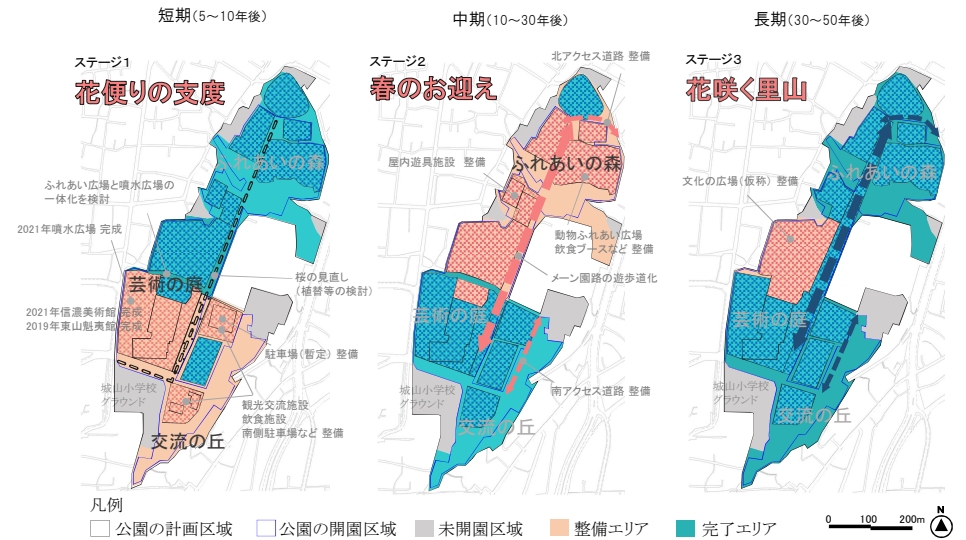 短期(5～10年後)
ステージ1
花便りの支度
ふれあいの森
ふれあい広場と噴水広場の
一体化を検討
2021年噴水広場 完成
芸術の庭
桜の見直し
(植替等の検討)
2021年信濃美術館 完成
2019年東山魁夷館 完成
駐車場(暫定) 整備
城山小学校
グラウンド
観光交流施設
飲食施設
南側駐車場など 整備
交流の丘
中期(10～30年後)
ステージ2
春のお迎え
北アクセス道路 整備
屋内遊具施設 整備
ふれあいの森
動物ふれあい広場
飲食ブースなど 整備
メーン園路の遊歩道化
芸術の庭
南アクセス道路 整備
城山小学校
グラウンド
交流の丘
長期(30～50年後)
ステージ3
花咲く里山
ふれあいの森
文化の広場(仮称) 整備
芸術の庭
城山小学校
グラウンド
交流の丘
凡例
公園の計画区域
公園の開園区域
未開園区域
整備エリア
完了エリア
0 100 200m
N